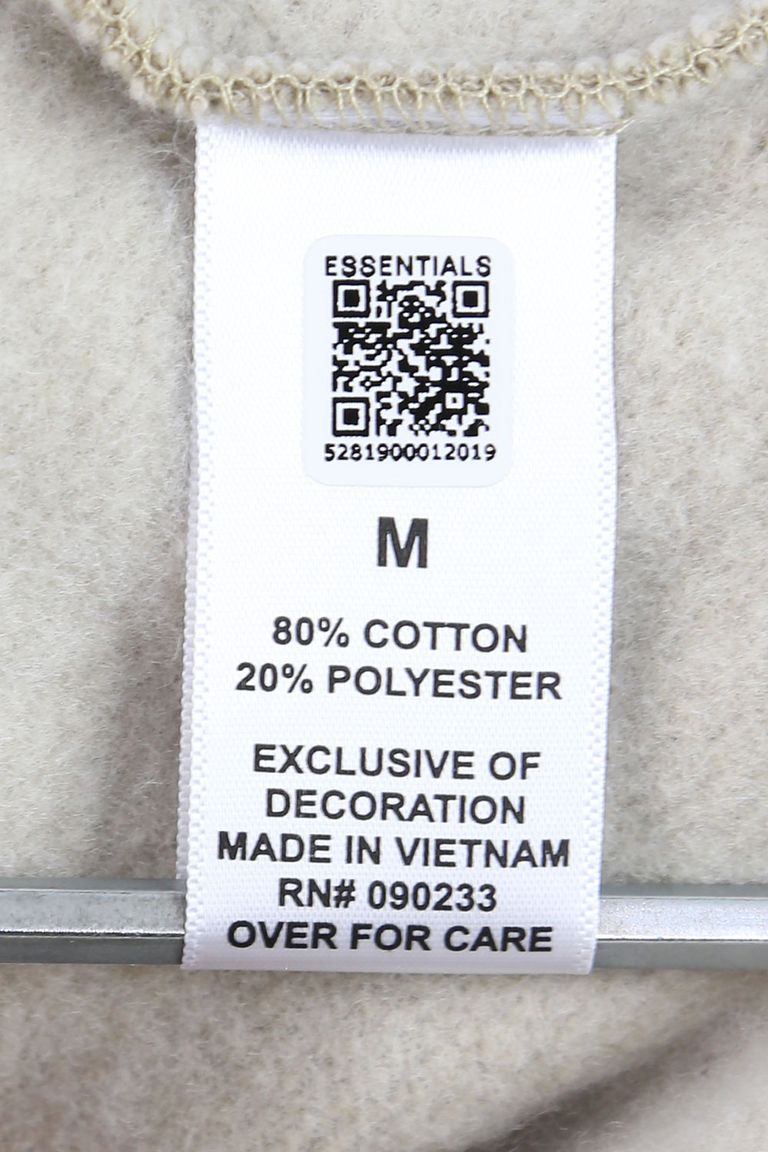 ESSENTIALS
5281900012019
M
80% COTTON
20% POLYESTER
EXCLUSIVE OF
DECORATION
MADE IN VIETNAM
RN# 090233
OVER FOR CARE